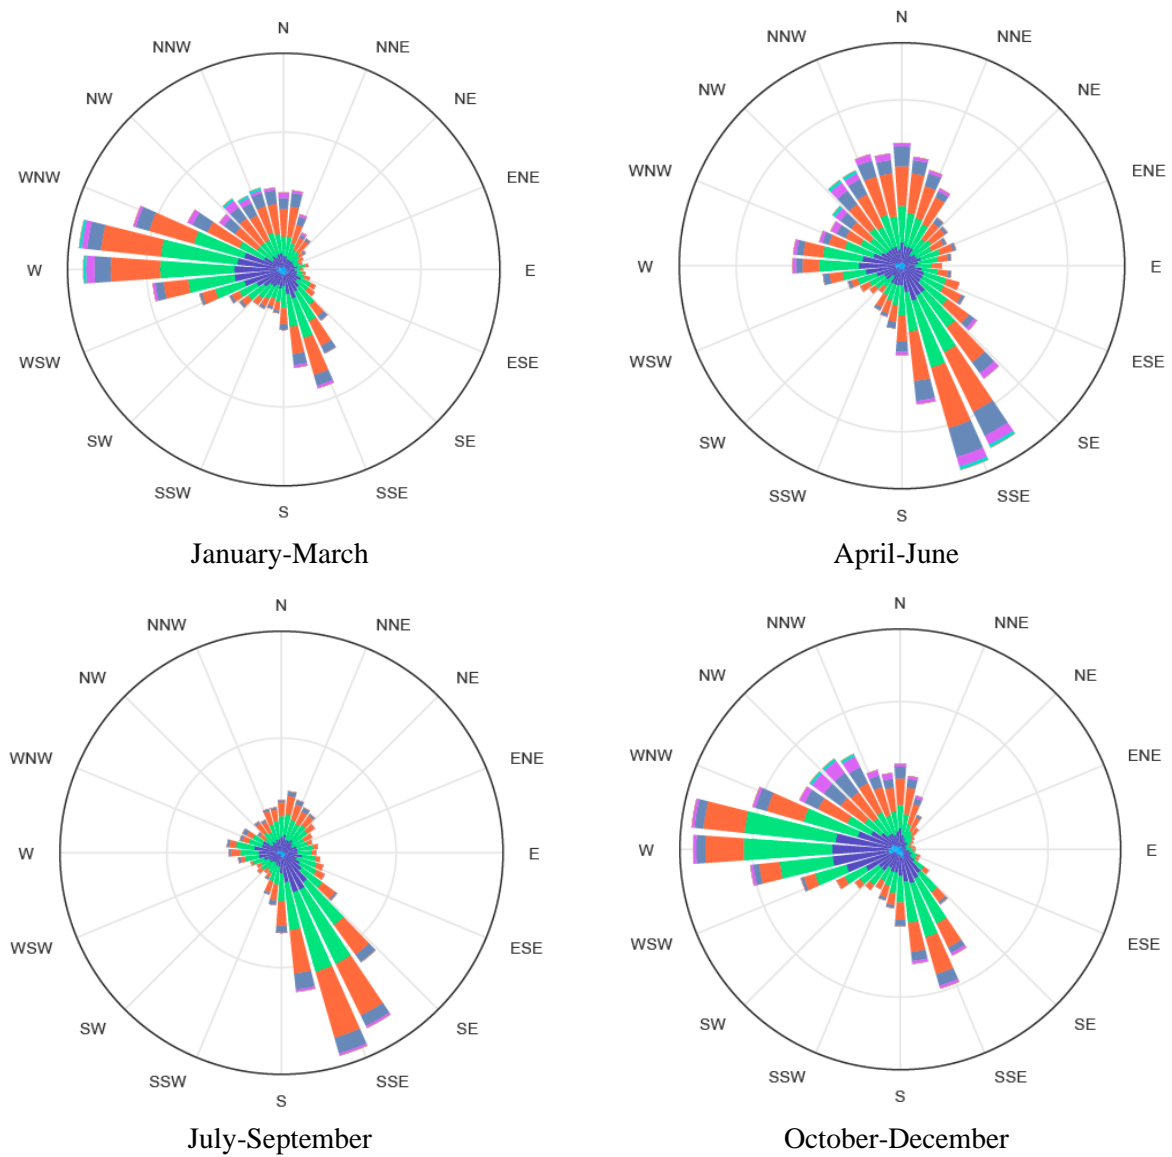 N
NNW NNE
NW NE
WNW ENE
W E
WSW ESE
SW SE
SSW SSE
S
January-March
N
NNW NNE
NW NE
WNW ENE
W E
WSW ESE
SW SE
SSW SSE
S
April-June
N
NNW NNE
NW NE
WNW ENE
W E
WSW ESE
SW SE
SSW SSE
S
July-September
N
NNW NNE
NW NE
WNW ENE
W E
WSW ESE
SW SE
SSW SSE
S
October-December